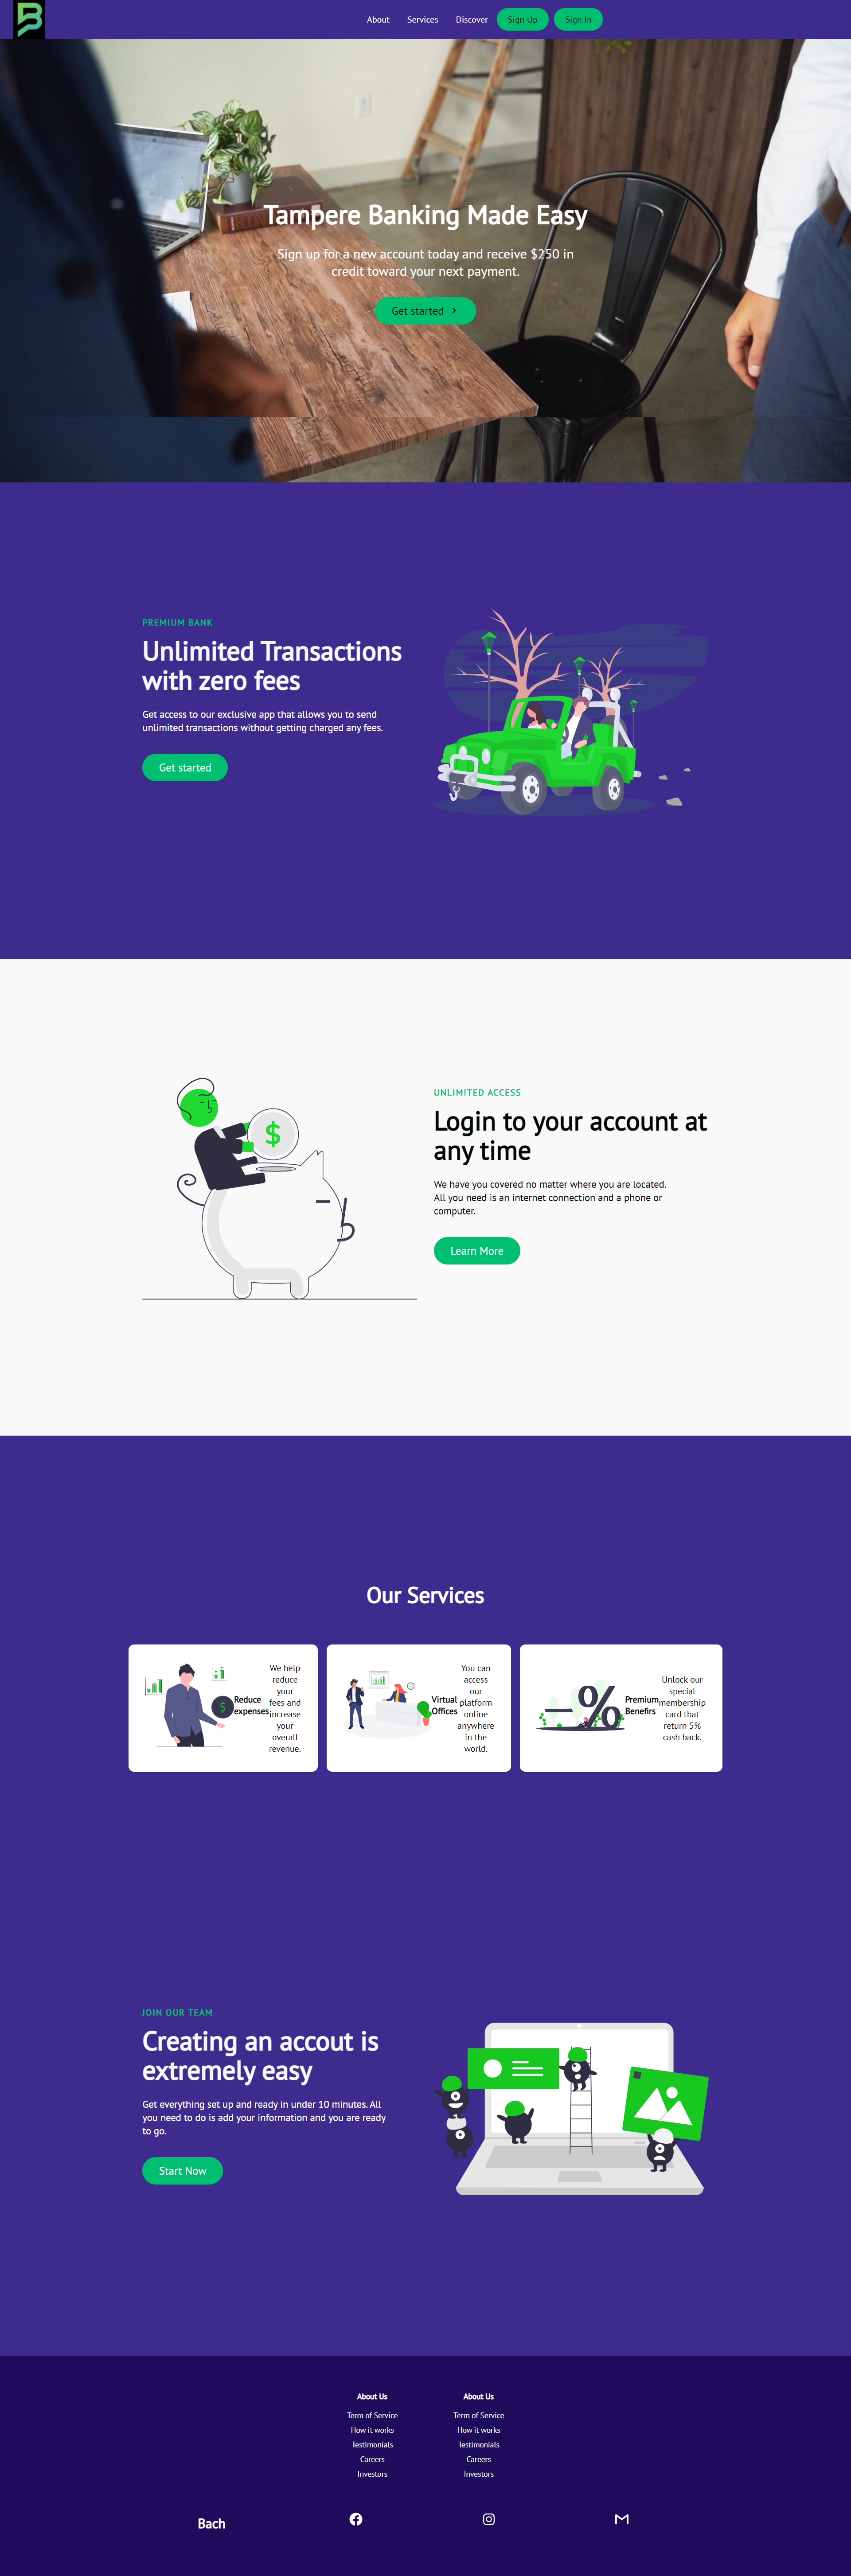 About Services Discover Sign Up Sign In
Tampere Banking Made Easy
Sign up for a new account today and receive $250 in
credit toward your next payment.
Get started
PREMIUM BANK
Unlimited Transactions
with zero fees
Get access to our exclusive app that allows you to send
unlimited transactions without getting charged any fees.
Get started
$
UNLIMITED ACCESS
Login to your account at
any time
We have you covered no matter where you are located.
All you need is an internet connection and a phone or
computer.
Learn More
Our Services
$
Reduce
expenses
We help
reduce
your
fees and
increase
your
overall
revenue.
Virtual
Offices
You can
access
our
platform
online
anywhere
in the
world.
%
Premium
Benefirs
Unlock our
special
membership
card that
return 5%
cash back.
JOIN OUR TEAM
Creating an accout is
extremely easy
Get everything set up and ready in under 10 minutes. All
you need to do is add your information and you are ready
to go.
Start Now
About Us
Term of Service
How it works
Testimonials
Careers
Investors
About Us
Term of Service
How it works
Testimonials
Careers
Investors
Bach